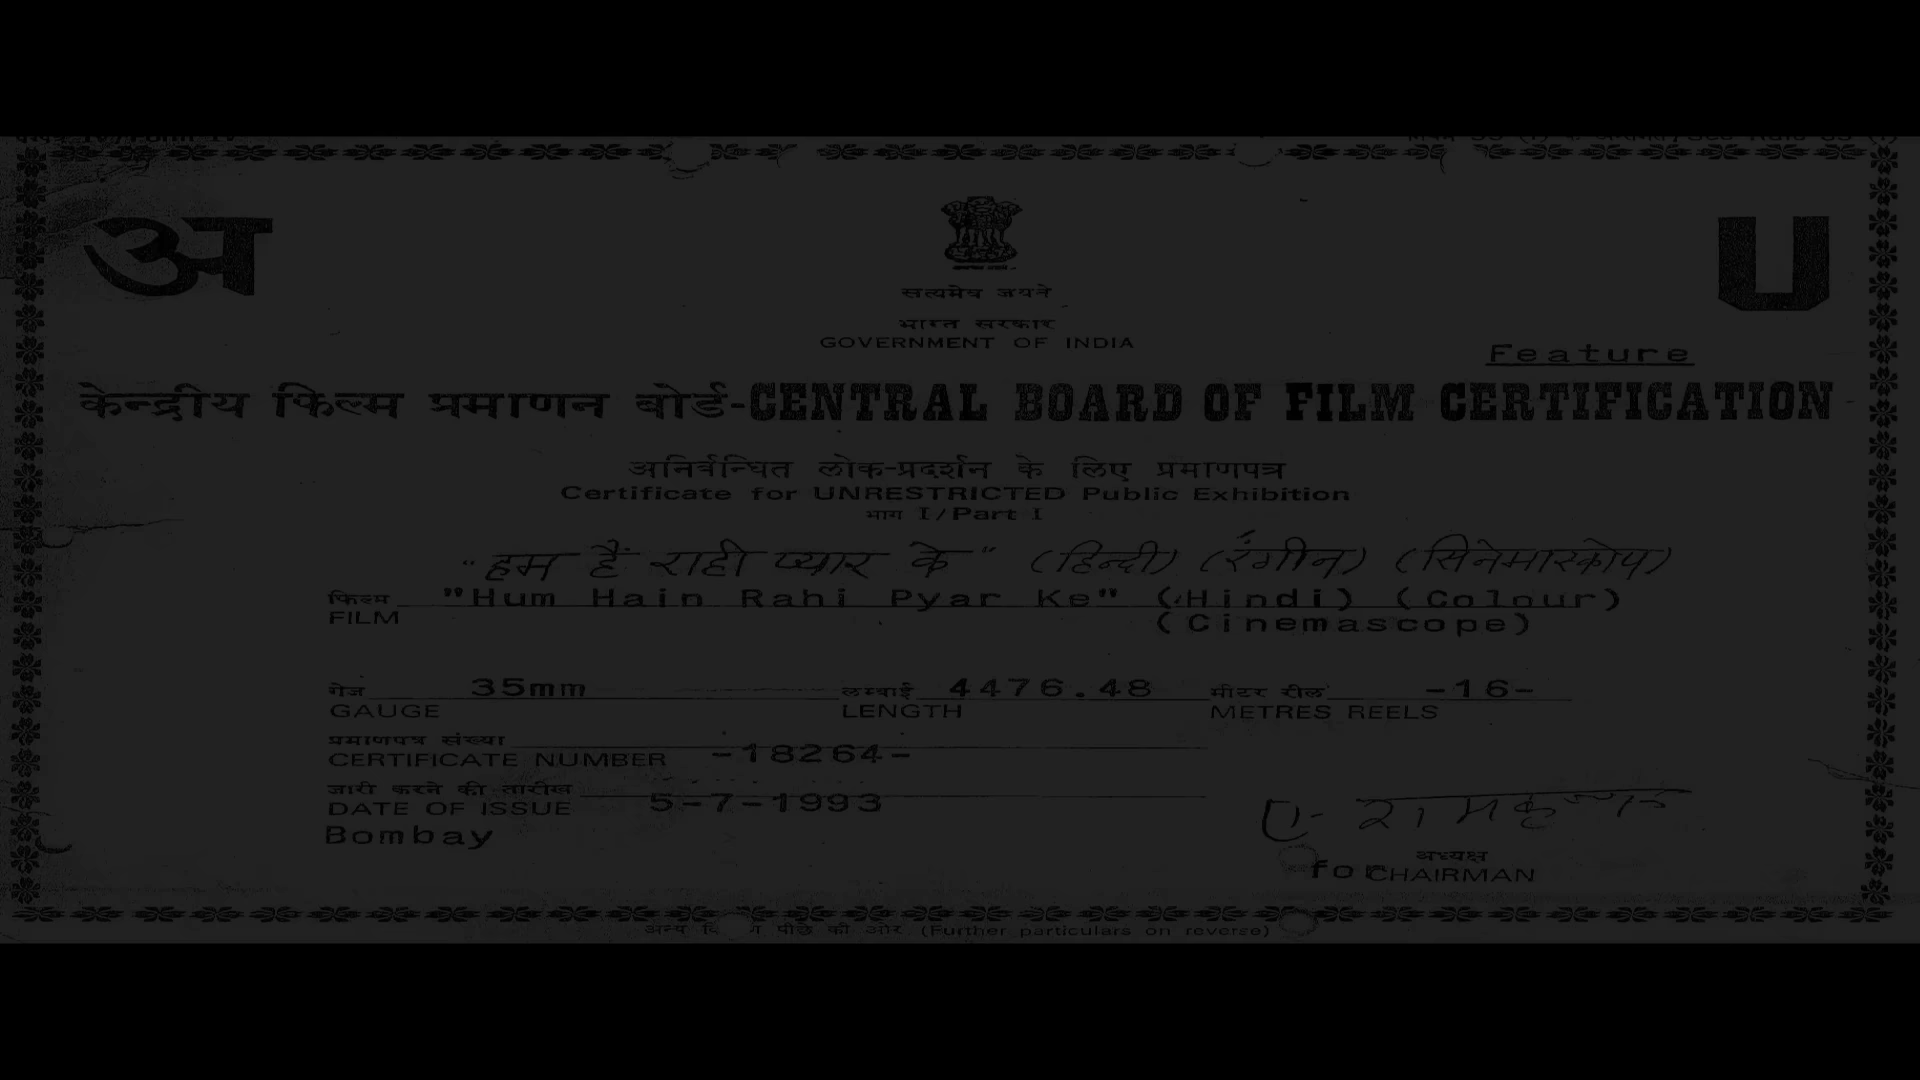 अ
U
सत्यमेव जयते
भारत सरकार
GOVERNMENT OF INDIA
Feature
केन्द्रीय फिल्म प्रमाणन बोर्ड-CENTRAL BOARD OF FILM CERTIFICATION
अनिर्बन्धित लोक-प्रदर्शन के लिए प्रमाणपत्र
Certificate for UNRESTRICTED Public Exhibition
भाग I/Part I
"हम हैं राही प्यार के" (हिन्दी) (रंगीन) (सिनेमास्कोप)
फिल्म "Hum Hain Rahi Pyar Ke" (Hindi) (Colour)
FILM (Cinemascope)
गेज 35mm लम्बाई 4476.48 मीटर रील -16-
GAUGE LENGTH METRES REELS
प्रमाणपत्र संख्या
CERTIFICATE NUMBER -18264-
जारी करने की तारीख
DATE OF ISSUE 5-7-1993
Bombay
अध्यक्ष
for CHAIRMAN
पीछे की ओर (Further particulars on reverse)